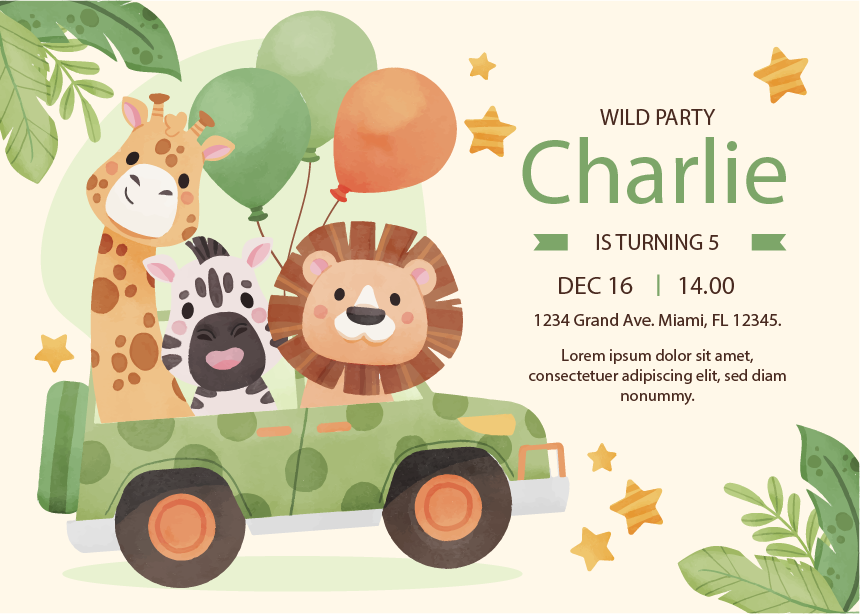 WILD PARTY
Charlie
IS TURNING 5
DEC 16 | 14.00
1234 Grand Ave. Miami, FL 12345.
Lorem ipsum dolor sit amet,
consectetuer adipiscing elit, sed diam
nonummy.